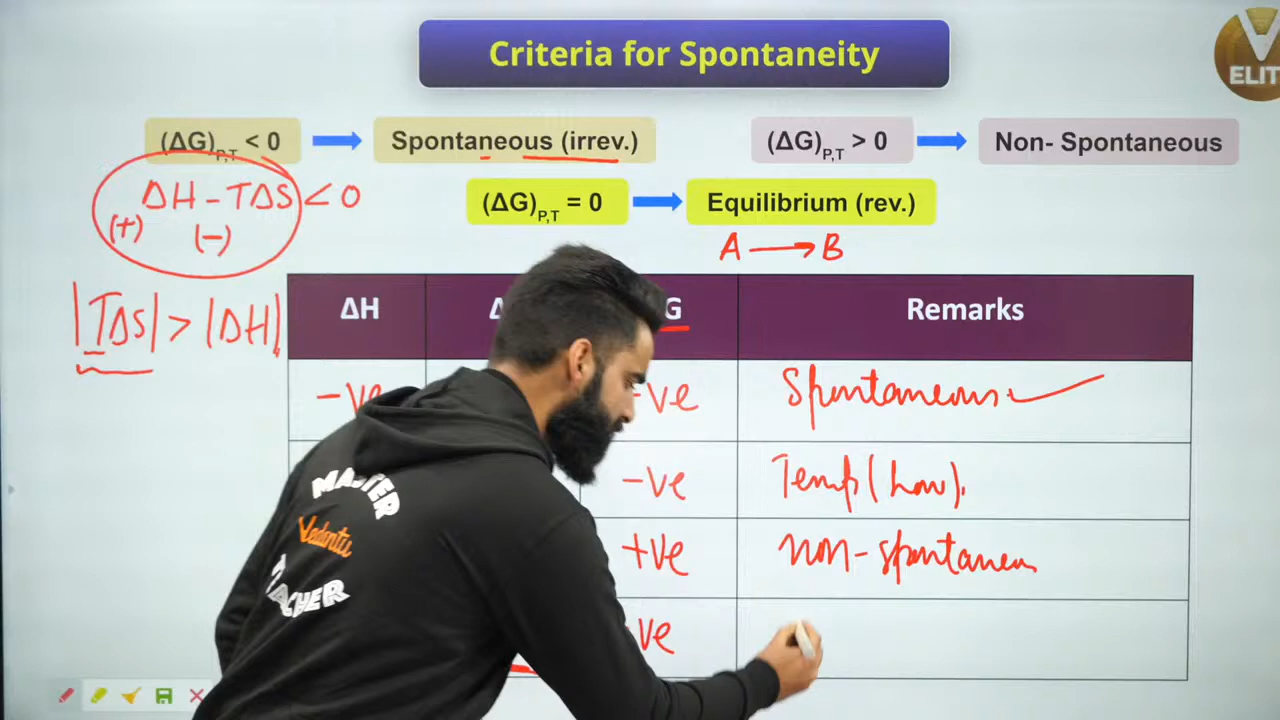 Criteria for Spontaneity
V
ELIT
(ΔG)P,T < 0
Spontaneous (irrev.)
(ΔG)P,T > 0
Non- Spontaneous
ΔH - TΔS < 0
(+) (-)
(ΔG)P,T = 0
Equilibrium (rev.)
A → B
|TΔS| > |ΔH|
ΔH
Δ
G
Remarks
-ve
-ve
Spontaneous
-ve
Temp (low).
+ve
non-spontaneous
ve
MASTER
Vedantu
TEACHER